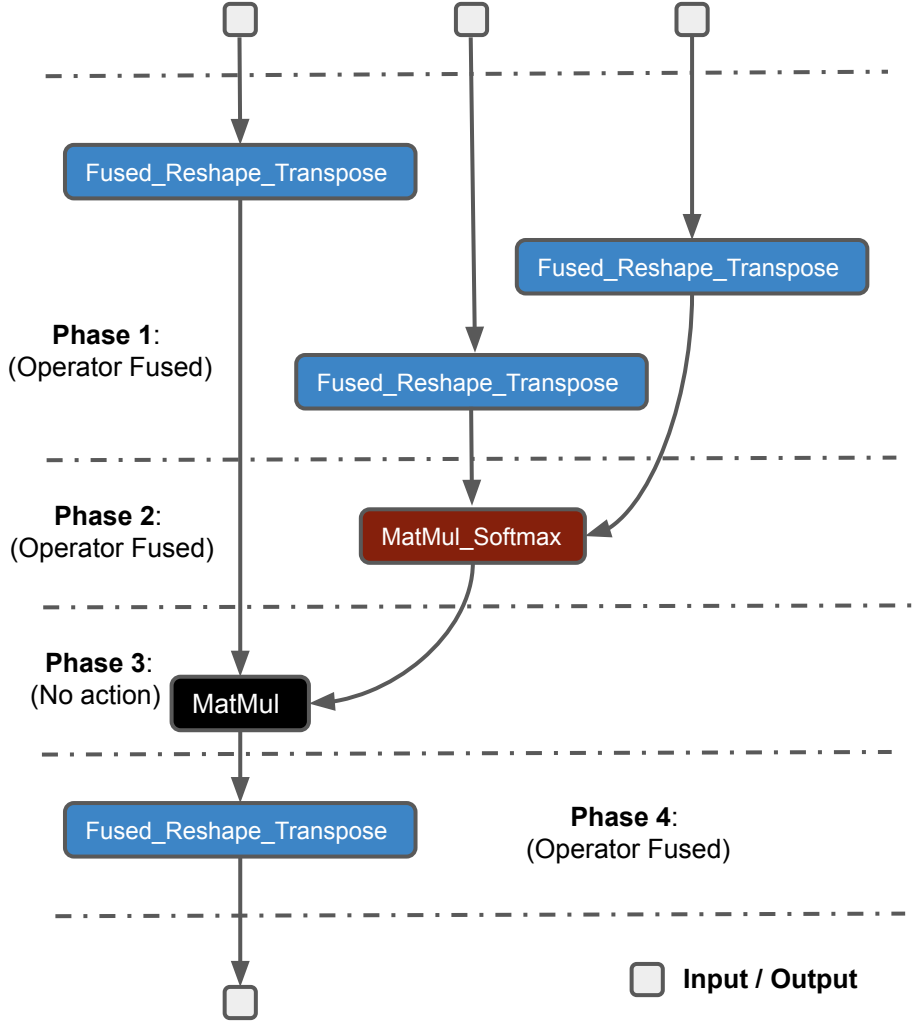 Fused_Reshape_Transpose
Fused_Reshape_Transpose
Phase 1:
(Operator Fused)
Fused_Reshape_Transpose
Phase 2:
(Operator Fused)
MatMul_Softmax
Phase 3:
(No action)
MatMul
Fused_Reshape_Transpose
Phase 4:
(Operator Fused)
Input / Output